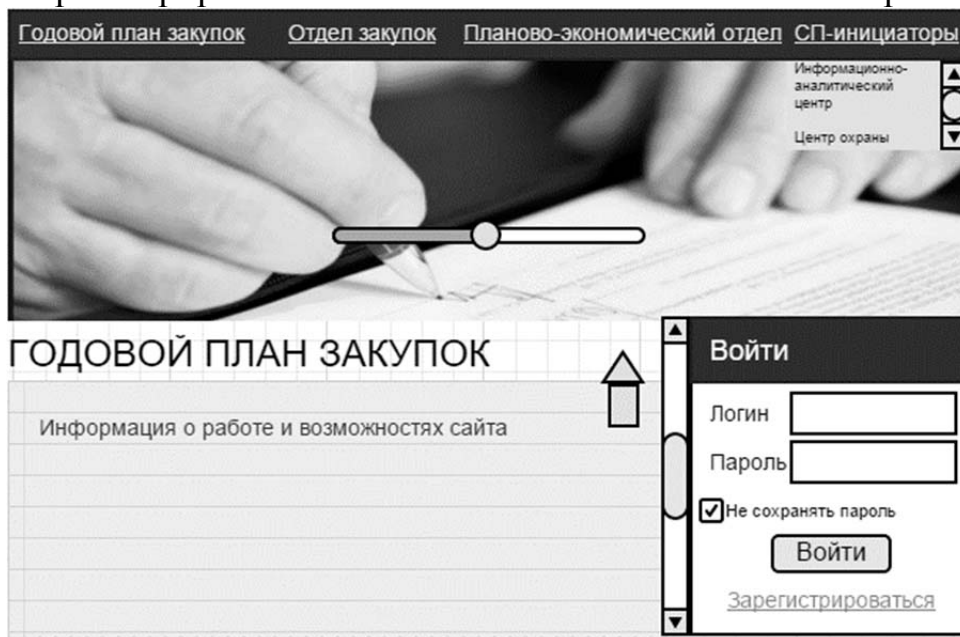 Годовой план закупок Отдел закупок Планово-экономический отдел СП-инициаторы
Информационно-
аналитический
центр
Центр охраны
ГОДОВОЙ ПЛАН ЗАКУПОК
Информация о работе и возможностях сайта
Войти
Логин
Пароль
Не сохранять пароль
Войти
Зарегистрироваться